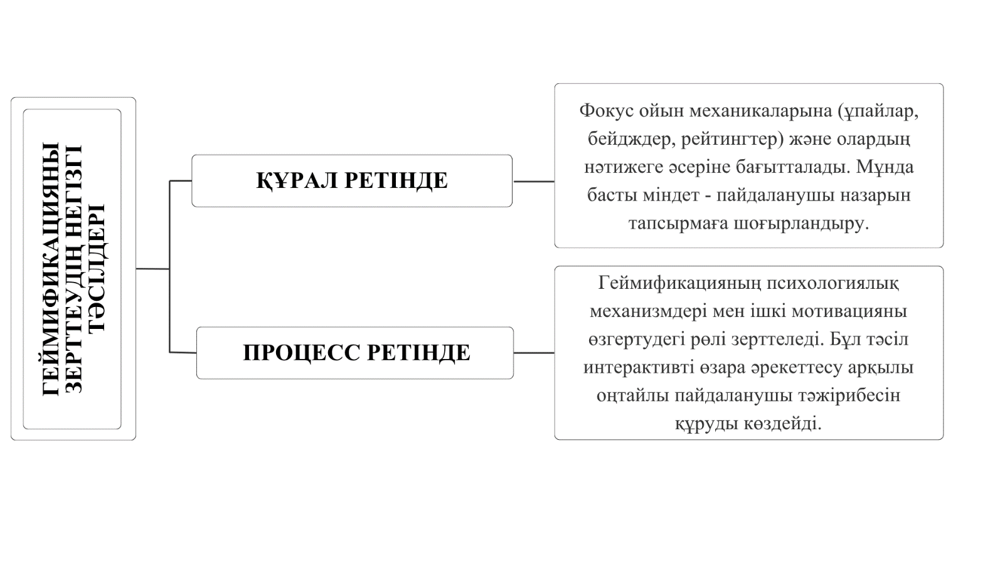 ГЕЙМИФИКАЦИЯНЫ
ЗЕРТТЕУДІҢ НЕГІЗГІ
ТӘСІЛДЕРІ
ҚҰРАЛ РЕТІНДЕ
Фокус ойын механикаларына (ұпайлар,
бейдждер, рейтингтер) және олардың
нәтижеге әсеріне бағытталады. Мұнда
басты міндет - пайдаланушы назарын
тапсырмаға шоғырландыру.
ПРОЦЕСС РЕТІНДЕ
Геймификацияның психологиялық
механизмдері мен ішкі мотивацияны
өзгертудегі рөлі зерттеледі. Бұл тәсіл
интерактивті өзара әрекеттесу арқылы
оңтайлы пайдаланушы тәжірибесін
құруды көздейді.